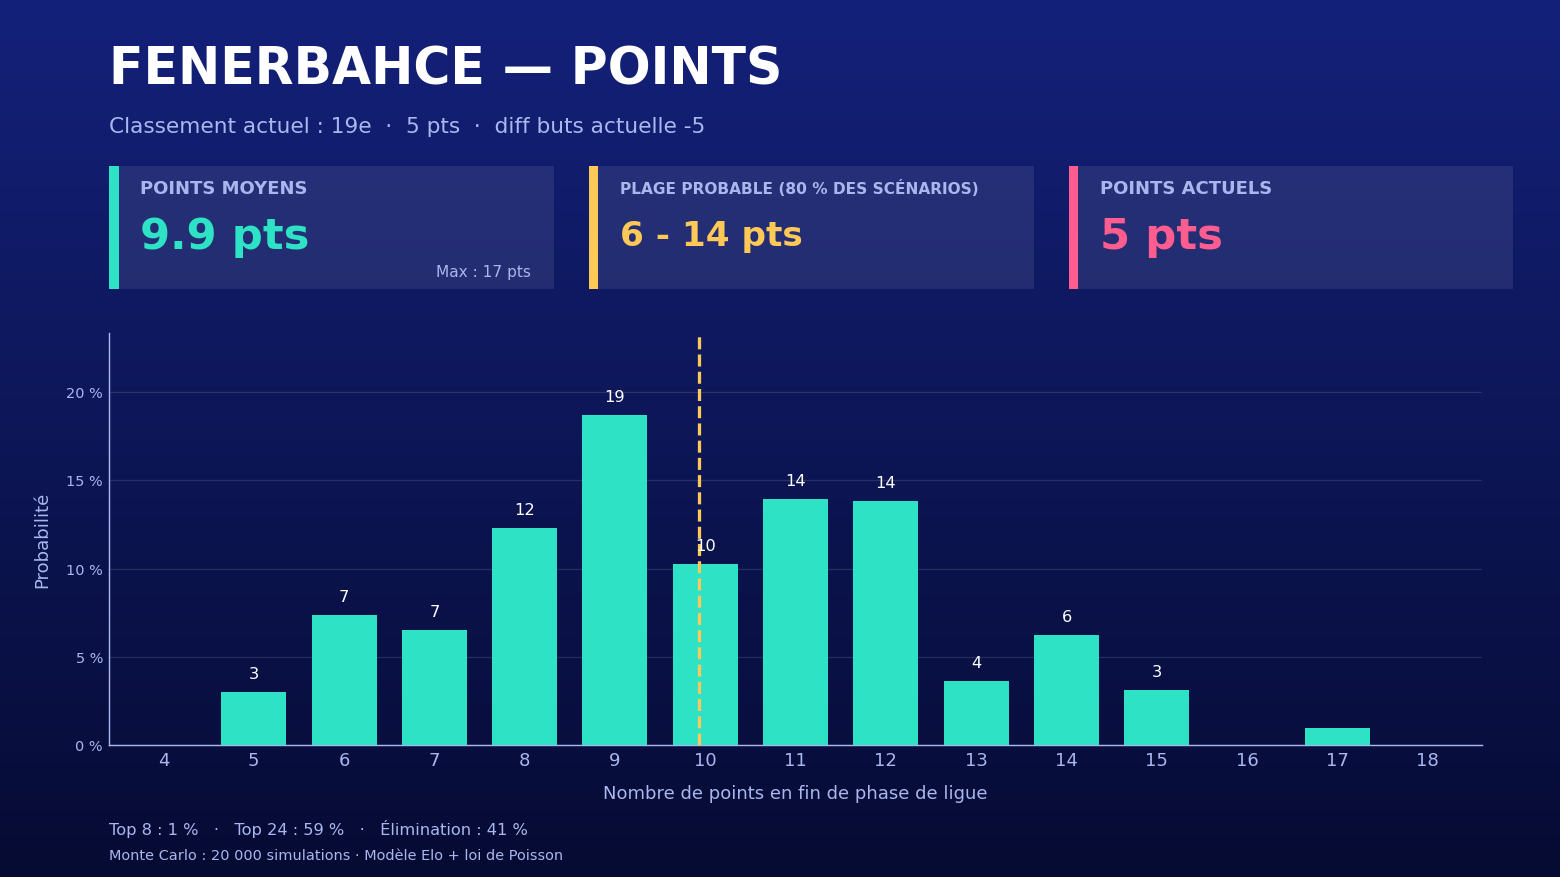 FENERBAHCE — POINTS
Classement actuel : 19e · 5 pts · diff buts actuelle -5
POINTS MOYENS
9.9 pts
Max : 17 pts
PLAGE PROBABLE (80 % DES SCÉNARIOS)
6 - 14 pts
POINTS ACTUELS
5 pts
Probabilité
20 %
15 %
10 %
5 %
0 %
3
7
7
12
19
10
14
14
4
6
3
4 5 6 7 8 9 10 11 12 13 14 15 16 17 18
Nombre de points en fin de phase de ligue
Top 8 : 1 % · Top 24 : 59 % · Élimination : 41 %
Monte Carlo : 20 000 simulations · Modèle Elo + loi de Poisson